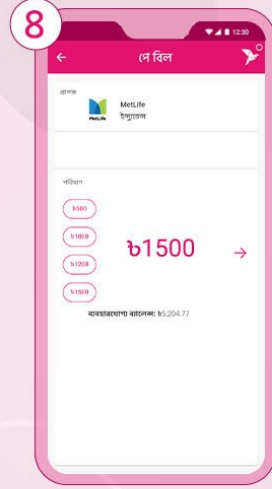 8
12:30
পে বিল
প্রাপক
MetLife
MetLife
ইন্স্যুরেন্স
পরিমাণ
৳500
৳1000
৳1200
৳1500
৳1500
ব্যবহারযোগ্য ব্যালেন্স: ৳5,204.77